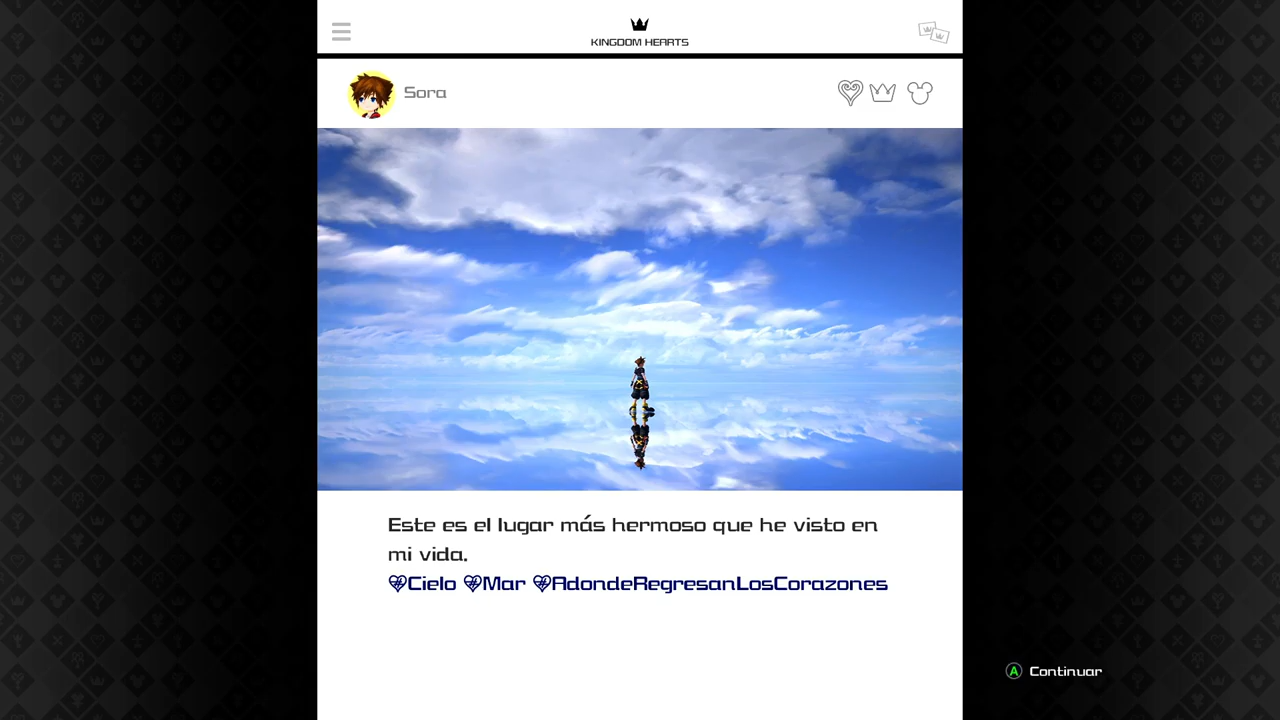 KINGDOM HEARTS
Sora
Este es el lugar más hermoso que he visto en
mi vida.
Cielo Mar AdondeRegresanLosCorazones
A Continuar